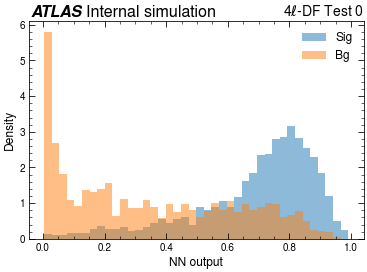 ATLAS Internal simulation
4ℓ-DF Test 0
Sig
Bg
Density
6
5
4
3
2
1
0
0.0 0.2 0.4 0.6 0.8 1.0
NN output